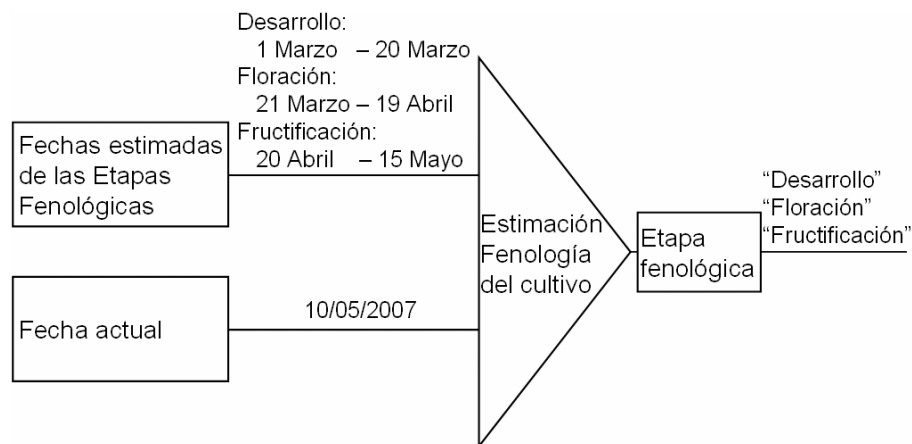 Desarrollo:
1 Marzo – 20 Marzo
Floración:
21 Marzo – 19 Abril
Fructificación:
20 Abril – 15 Mayo
Fechas estimadas
de las Etapas
Fenológicas
Estimación
Fenología
del cultivo
Etapa
fenológica
“Desarrollo”
“Floración”
“Fructificación”
Fecha actual
10/05/2007